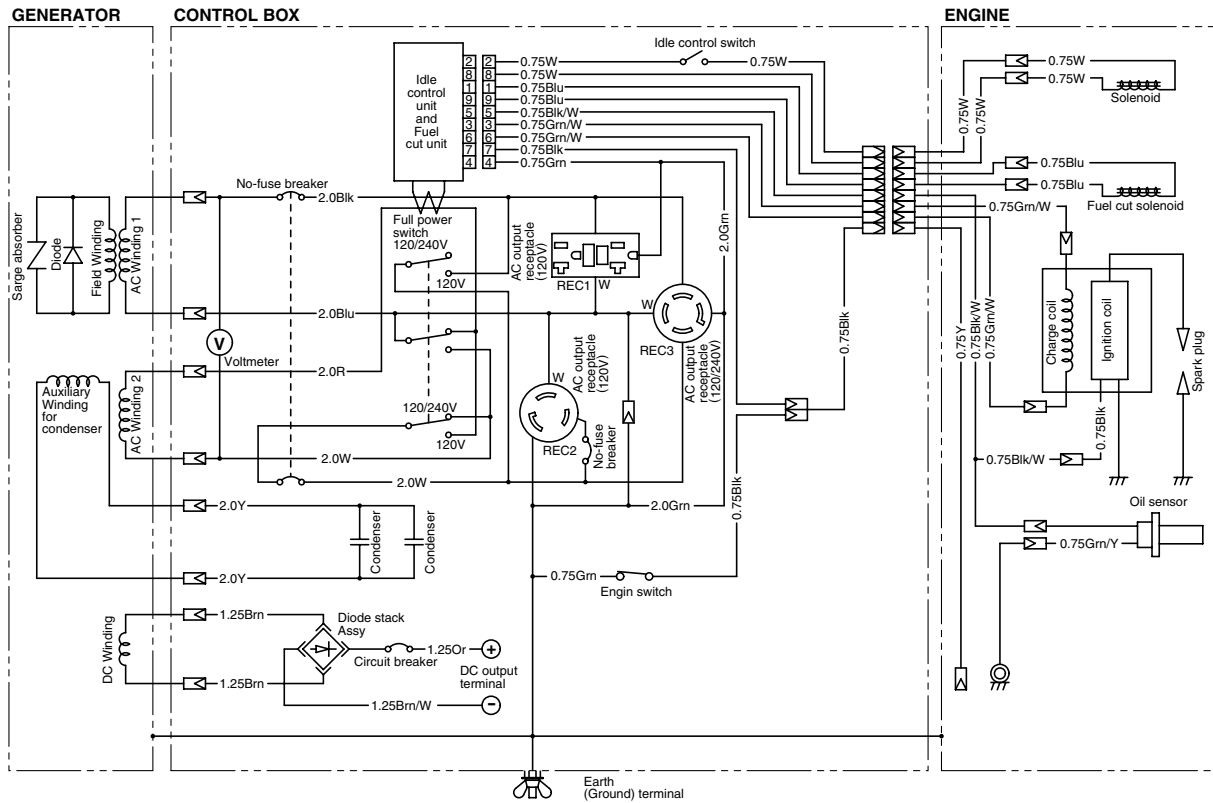 GENERATOR
CONTROL BOX
ENGINE
Idle control switch
Idle
control
unit
and
Fuel
cut unit
2 2 0.75W 0.75W
8 8 0.75W
1 1 0.75Blu
9 9 0.75Blu
5 5 0.75Blk/W
3 3 0.75Grn/W
6 6 0.75Grn/W
7 7 0.75Blk
4 4 0.75Grn
0.75W
0.75W
Solenoid
0.75W
0.75W
0.75Blu
0.75Blu
Fuel cut solenoid
0.75Grn/W
No-fuse breaker
2.0Blk
Full power
switch
120/240V
120V
AC output
receptacle
(120V)
REC1
W
2.0Grn
Sarge absorber
Diode
Field Winding
AC Winding 1
2.0Blu
V
Voltmeter
W
REC3
AC output
receptacle
(120/240V)
0.75Blk
0.75Y
0.75Blk/W
0.75Grn/W
Charge coil
Ignition coil
Spark plug
2.0R
Auxiliary
Winding
for
condenser
AC Winding 2
120/240V
120V
W
AC output
receptacle
(120V)
REC2
No-fuse
breaker
2.0W
2.0W
0.75Blk
0.75Blk/W
2.0Y
Condenser
Condenser
2.0Grn
0.75Blk
Oil sensor
0.75Grn/Y
2.0Y
0.75Grn
Engin switch
DC Winding
1.25Brn
Diode stack
Assy
Circuit breaker
1.25Or
+
DC output
terminal
1.25Brn
1.25Brn/W
−
Earth
(Ground) terminal